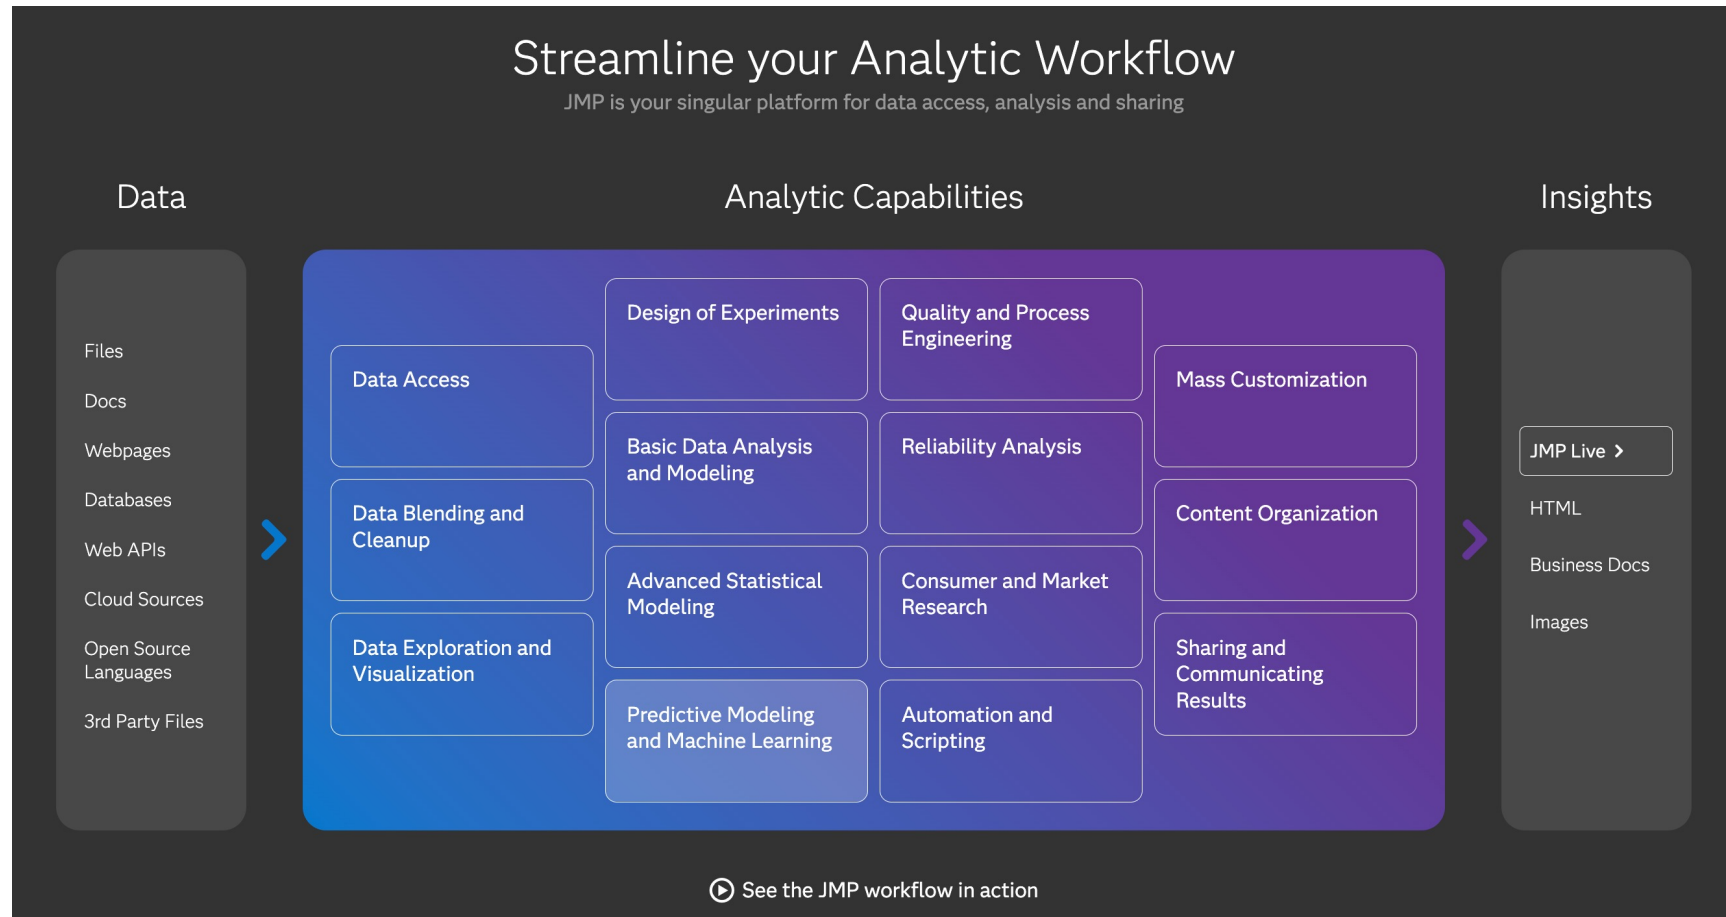 Streamline your Analytic Workflow
JMP is your singular platform for data access, analysis and sharing
Data
Files
Docs
Webpages
Databases
Web APIs
Cloud Sources
Open Source
Languages
3rd Party Files
Analytic Capabilities
Data Access
Data Blending and
Cleanup
Data Exploration and
Visualization
Design of Experiments
Basic Data Analysis
and Modeling
Advanced Statistical
Modeling
Predictive Modeling
and Machine Learning
Quality and Process
Engineering
Reliability Analysis
Consumer and Market
Research
Automation and
Scripting
Mass Customization
Content Organization
Sharing and
Communicating
Results
Insights
JMP Live
HTML
Business Docs
Images
See the JMP workflow in action